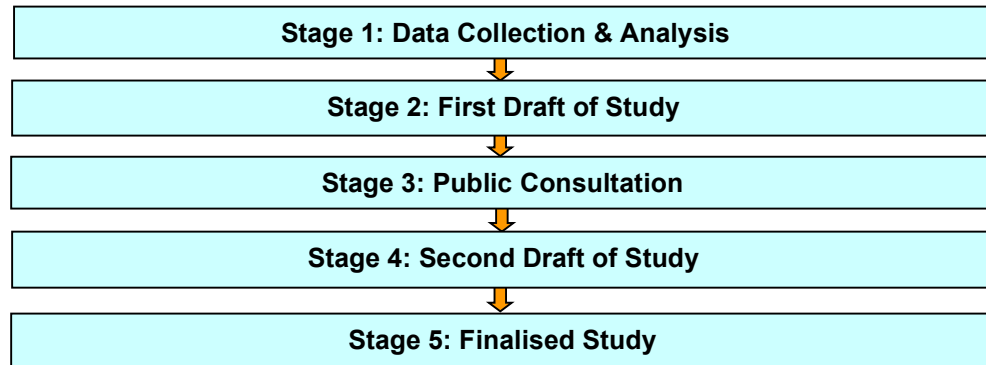 Stage 1: Data Collection & Analysis
Stage 2: First Draft of Study
Stage 3: Public Consultation
Stage 4: Second Draft of Study
Stage 5: Finalised Study